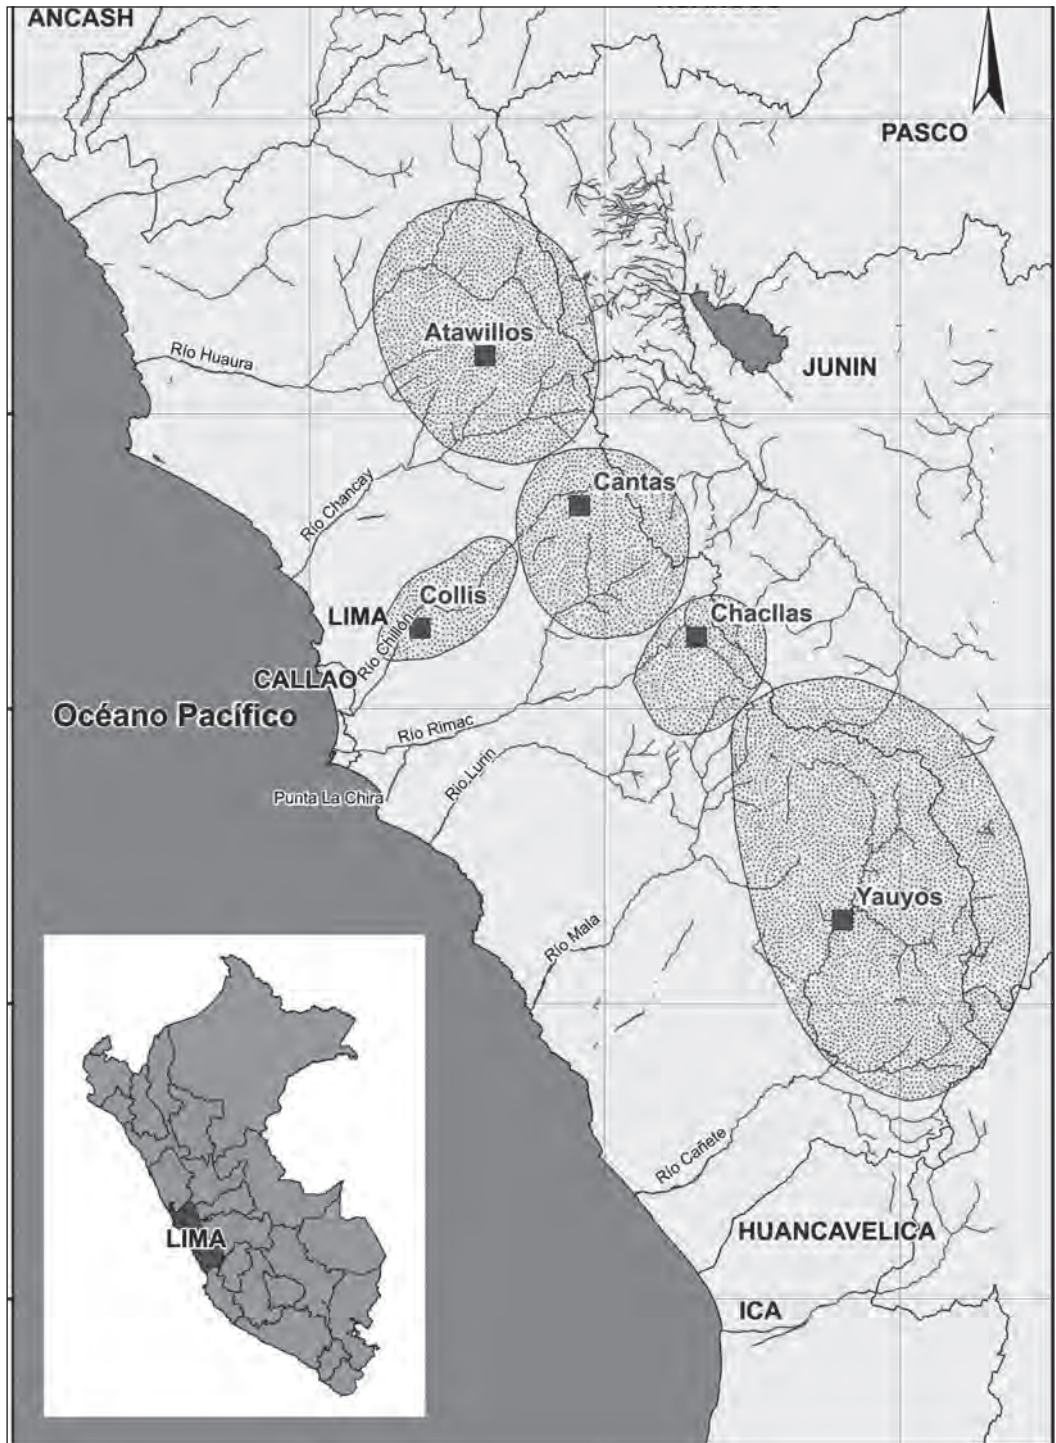 ANCASH
PASCO
Atawillos
Río Huaura
JUNIN
Cantas
Río Chancay
Collis
Chacllas
LIMA
Río Chillón
CALLAO
Océano Pacífico
Río Rimac
Río Lurin
Punta La Chira
Yauyos
Río Mala
Río Cañete
LIMA
HUANCAVELICA
ICA